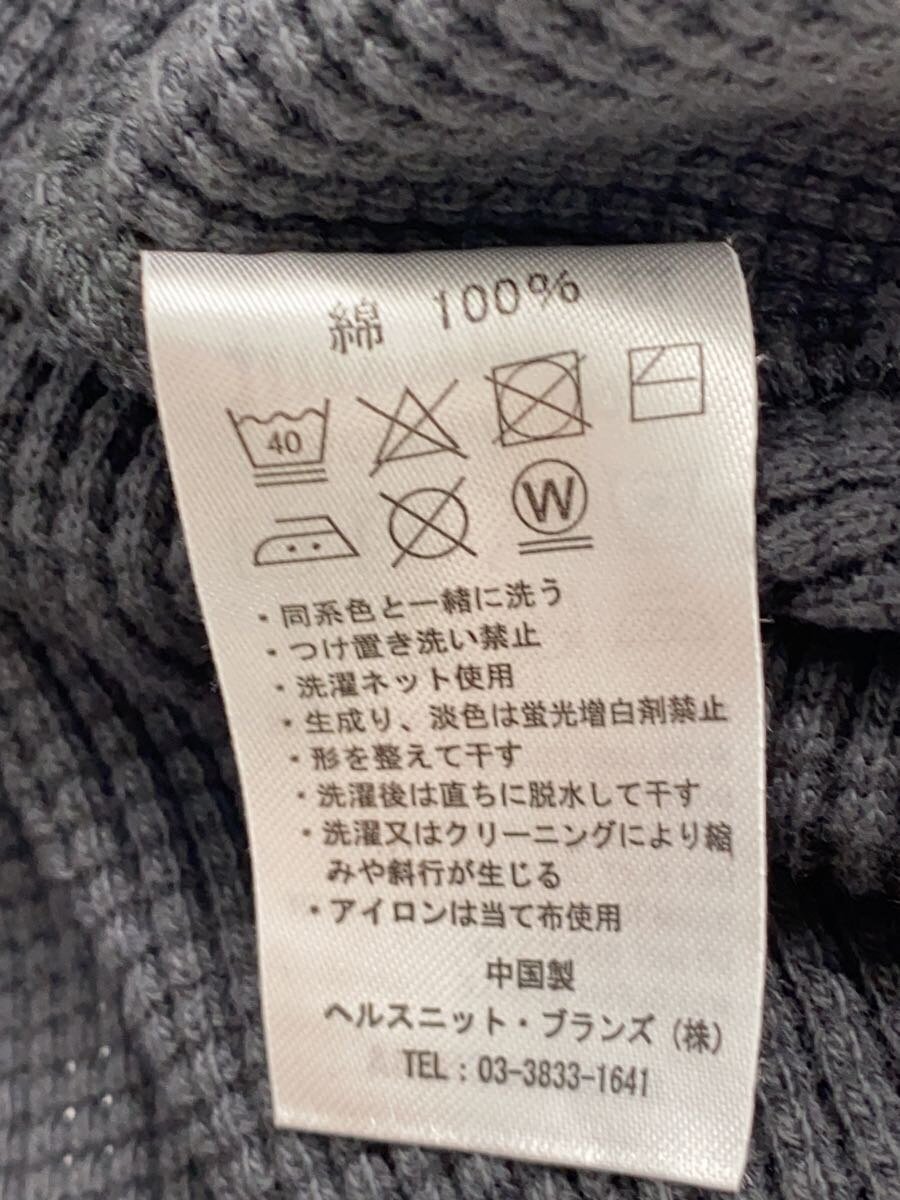 綿 100%
40
W
・同系色と一緒に洗う
・つけ置き洗い禁止
・洗濯ネット使用
・生成り、淡色は蛍光増白剤禁止
・形を整えて干す
・洗濯後は直ちに脱水して干す
・洗濯又はクリーニングにより縮
みや斜行が生じる
・アイロンは当て布使用
中国製
ヘルスニット・ブランズ(株)
TEL:03-3833-1641